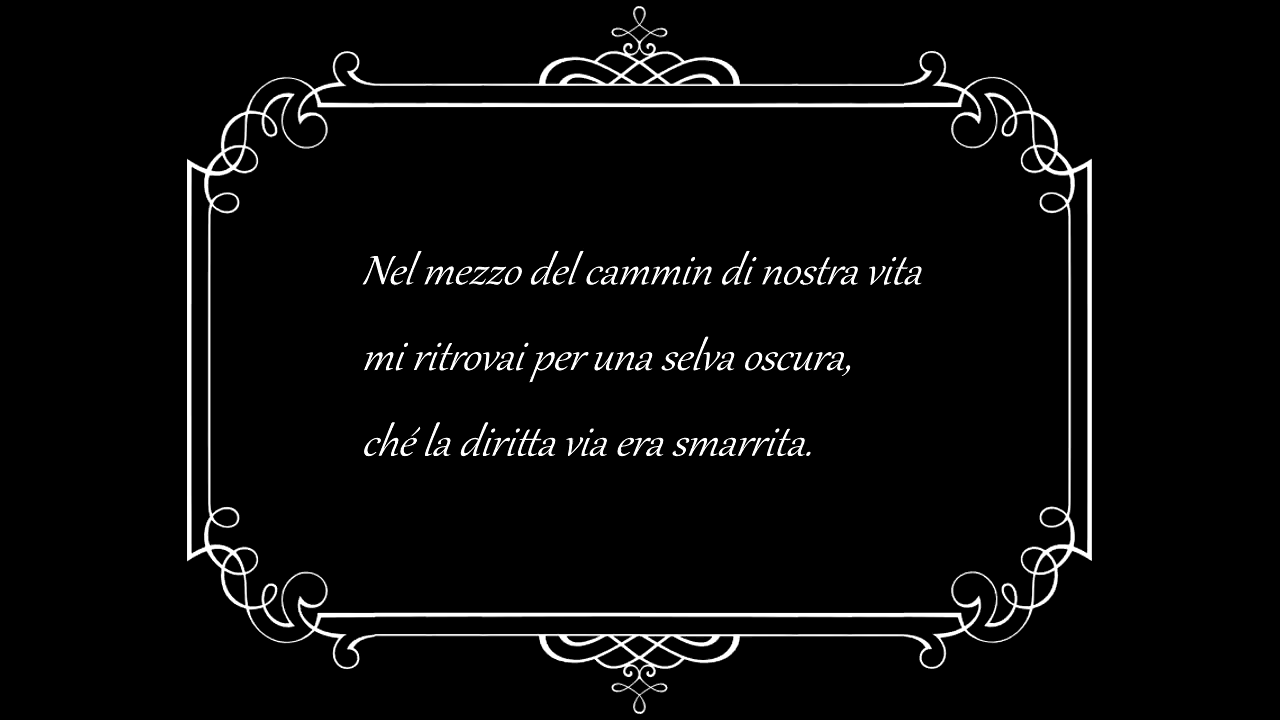 Nel mezzo del cammin di nostra vita
mi ritrovai per una selva oscura,
ché la diritta via era smarrita.